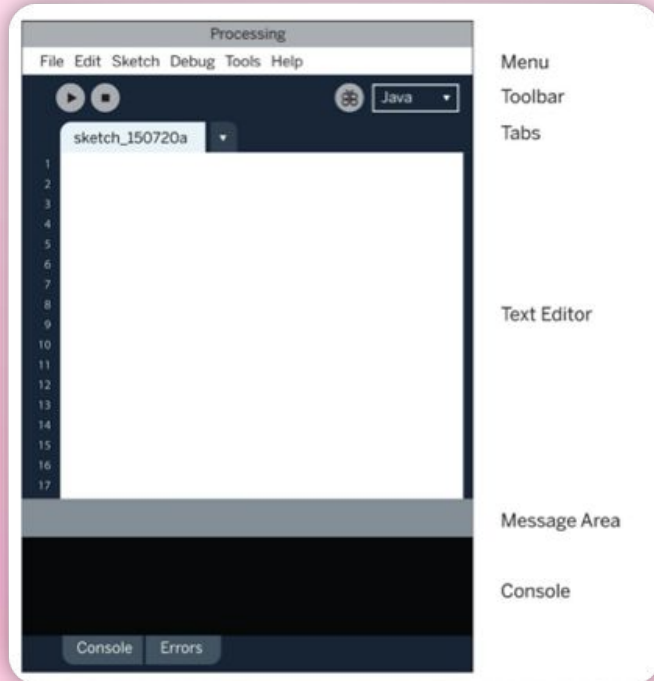 Processing
File Edit Sketch Debug Tools Help
Menu
Java
Toolbar
sketch_150720a
Tabs
1
2
3
4
5
6
7
8
9
10
11
12
13
14
15
16
17
Text Editor
Message Area
Console
Console Errors